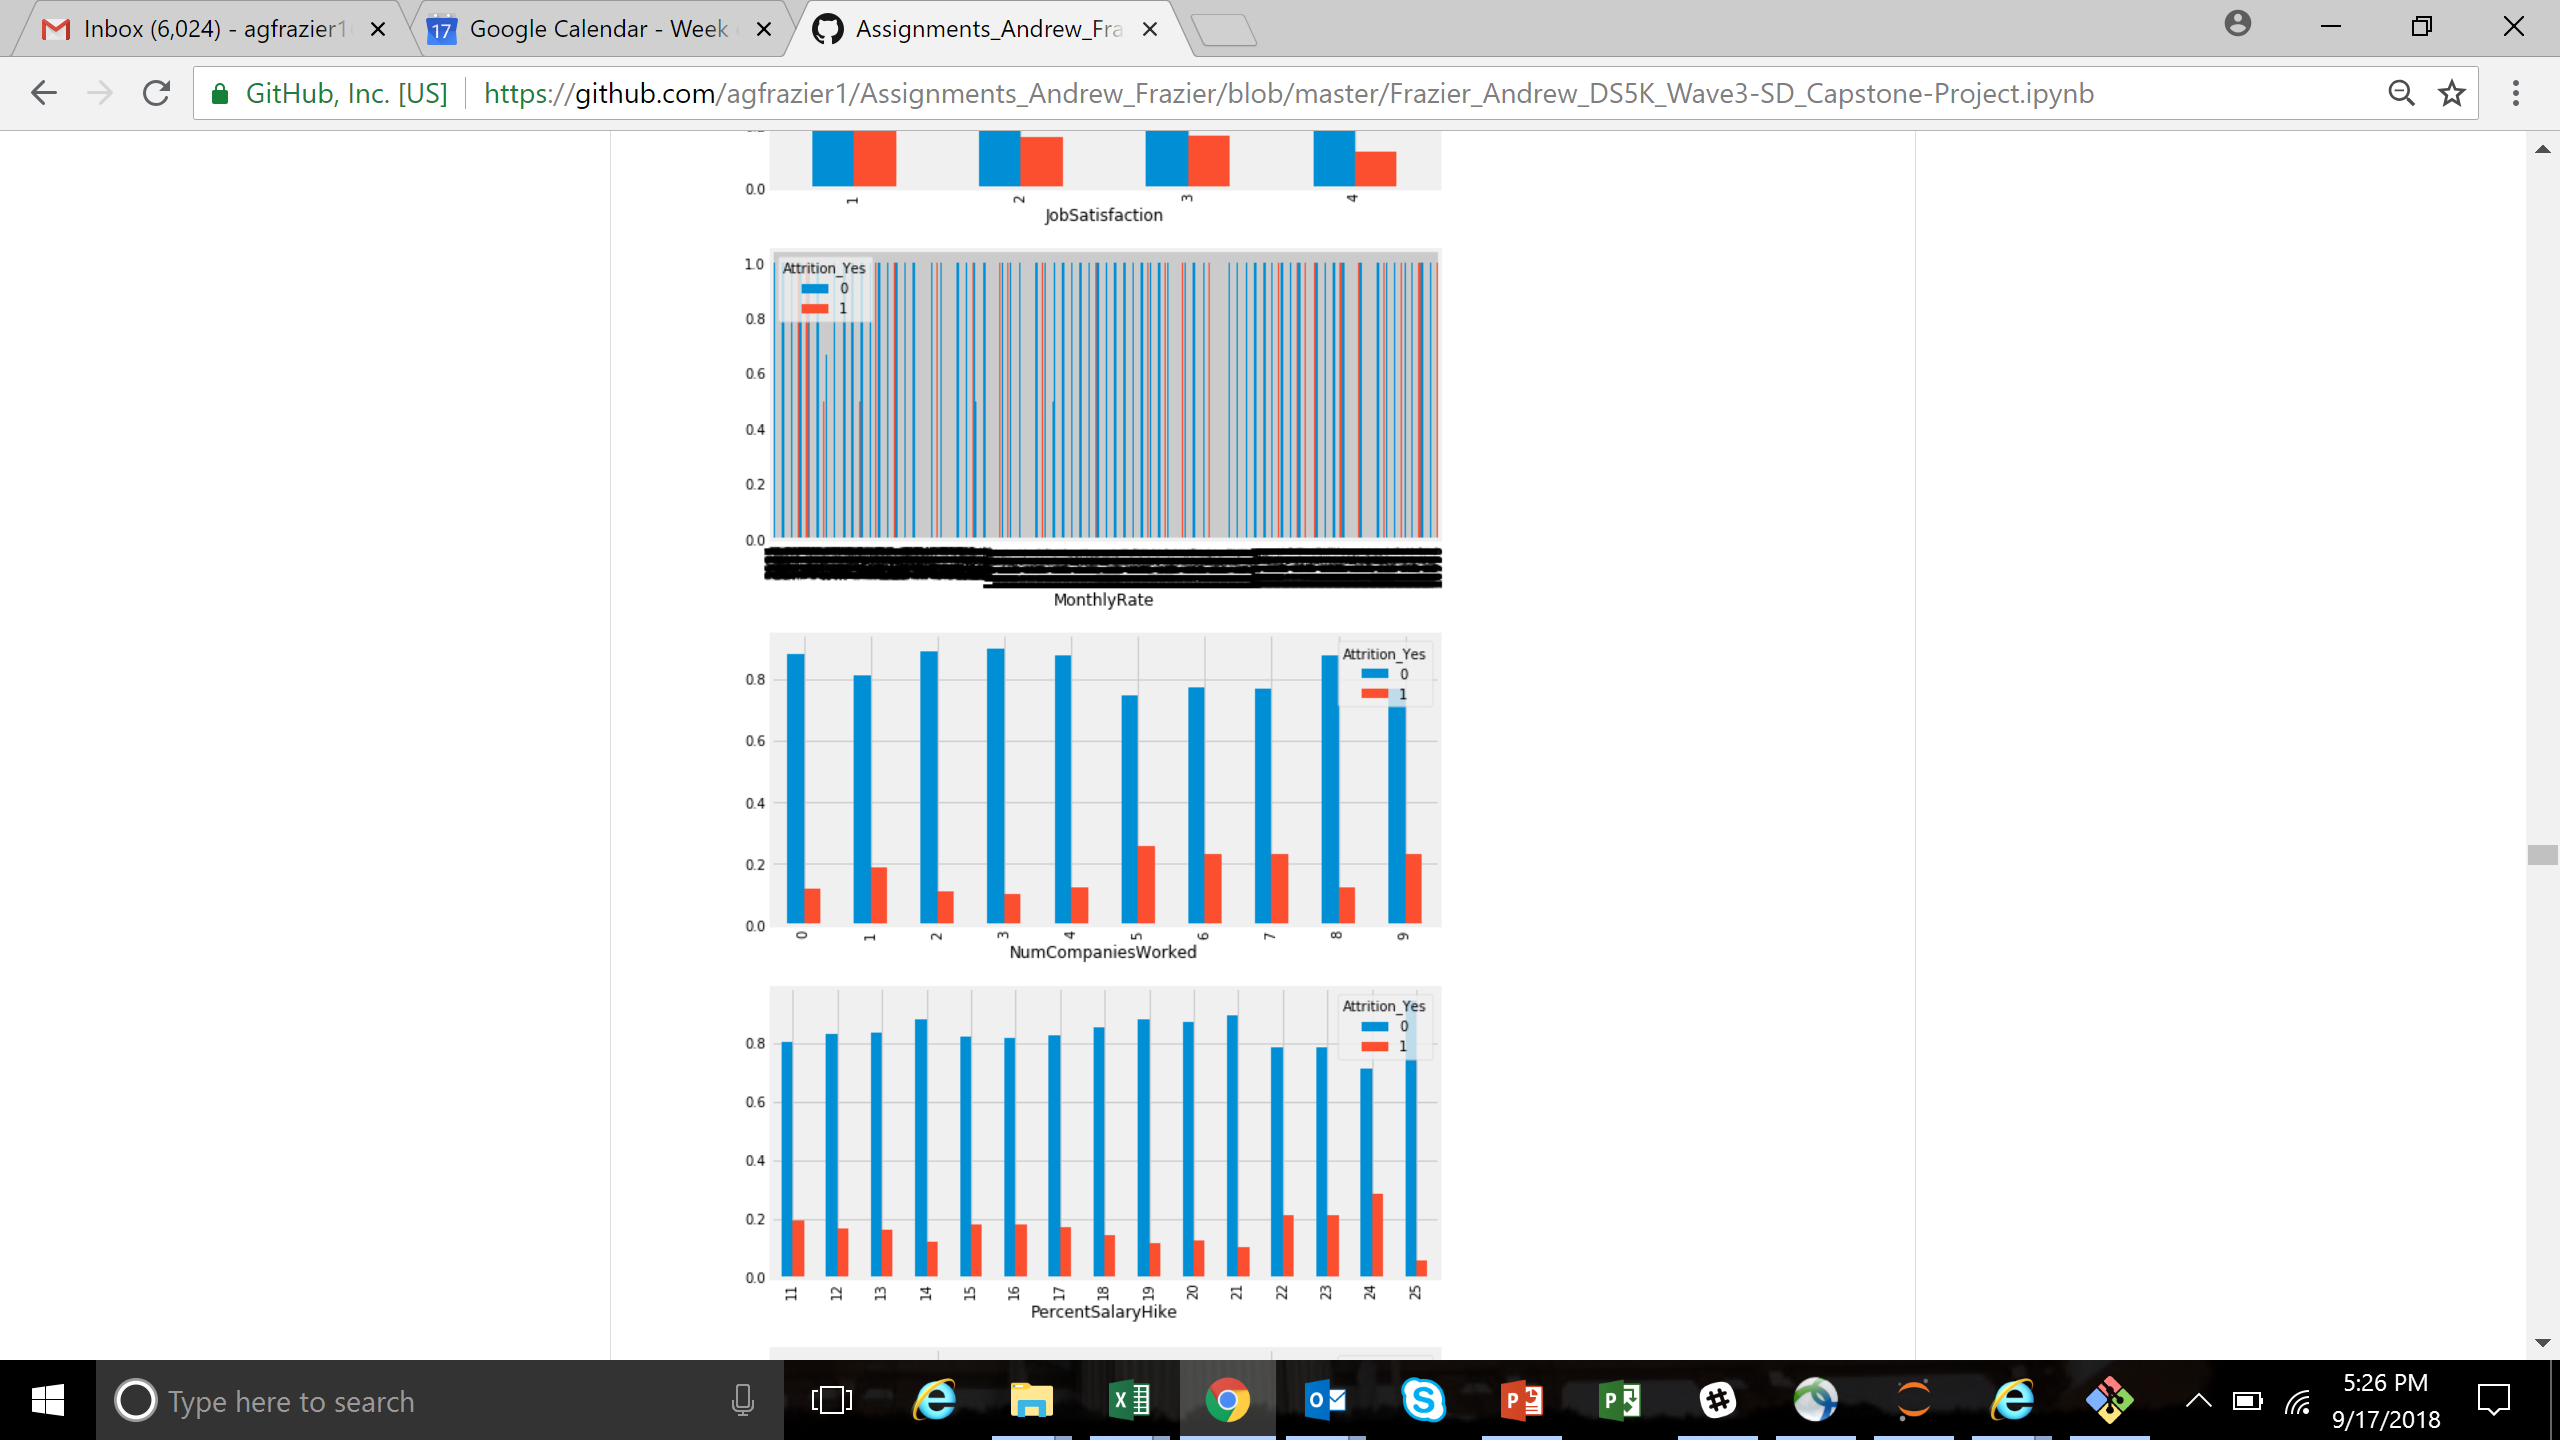 Inbox (6,024) - agfrazier1
Google Calendar - Week
Assignments_Andrew_Fra
GitHub, Inc. [US]
https://github.com/agfrazier1/Assignments_Andrew_Frazier/blob/master/Frazier_Andrew_DS5K_Wave3-SD_Capstone-Project.ipynb
0.0
1 2 3 4
JobSatisfaction
1.0
0.8
0.6
0.4
0.2
0.0
Attrition_Yes
0
1
MonthlyRate
0.8
0.6
0.4
0.2
0.0
Attrition_Yes
0
1
0 1 2 3 4 5 6 7 8 9
NumCompaniesWorked
0.8
0.6
0.4
0.2
0.0
Attrition_Yes
0
1
11 12 13 14 15 16 17 18 19 20 21 22 23 24 25
PercentSalaryHike
Type here to search
5:26 PM
9/17/2018